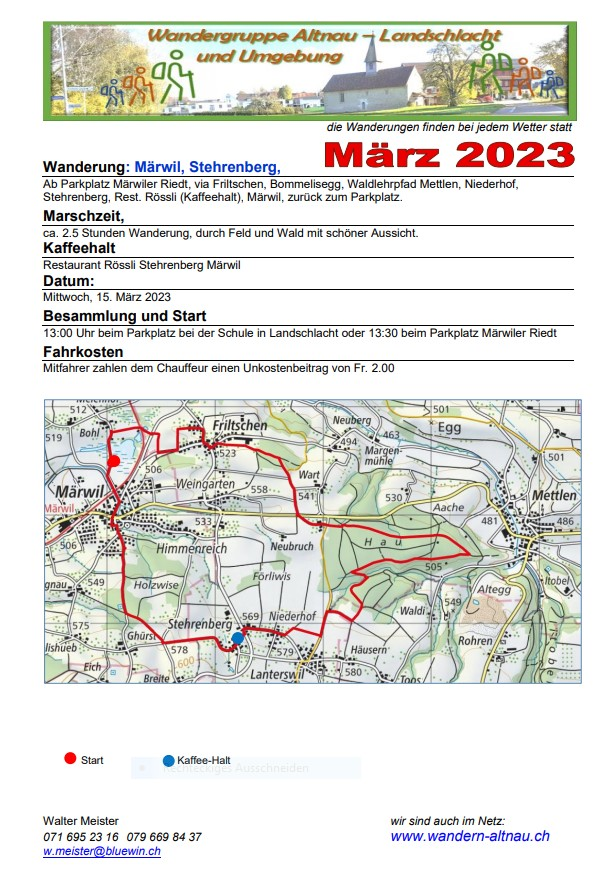 Wandergruppe Altnau – Landschlacht
und Umgebung
die Wanderungen finden bei jedem Wetter statt
März 2023
Wanderung: Märwil, Stehrenberg,
Ab Parkplatz Märwiler Riedt, via Friltschen, Bommelisegg, Waldlehrpfad Mettlen, Niederhof,
Stehrenberg, Rest. Rössli (Kaffeehalt), Märwil, zurück zum Parkplatz.
Marschzeit,
ca. 2.5 Stunden Wanderung, durch Feld und Wald mit schöner Aussicht.
Kaffeehalt
Restaurant Rössli Stehrenberg Märwil
Datum:
Mittwoch, 15. März 2023
Besammlung und Start
13:00 Uhr beim Parkplatz bei der Schule in Landschlacht oder 13:30 beim Parkplatz Märwiler Riedt
Fahrkosten
Mitfahrer zahlen dem Chauffeur einen Unkostenbeitrag von Fr. 2.00
512
501
519
Bohl
Friltschen
Neuberg
463
Egg
494
523
Margen-
mühle
501
506
Wart
Weingarten
558
541
530
Mettlen
Märwil
Märwil
Aache
481
486
533
Hau
506
Himmenreich
Neubruch
505
549
Holzwise
Förliwis
Itobel
Altegg
gnau
Stehrenberg
569
Niederhof
Waldi
549
575
Ghürst
Rohren
lishueb
578
579
Häusern
Eich
600
Lanterswil
580
Breite
Toos
Start
Kaffee-Halt
Rechteckiges Ausschneiden
Walter Meister
wir sind auch im Netz:
071 695 23 16 079 669 84 37
www.wandern-altnau.ch
w.meister@bluewin.ch